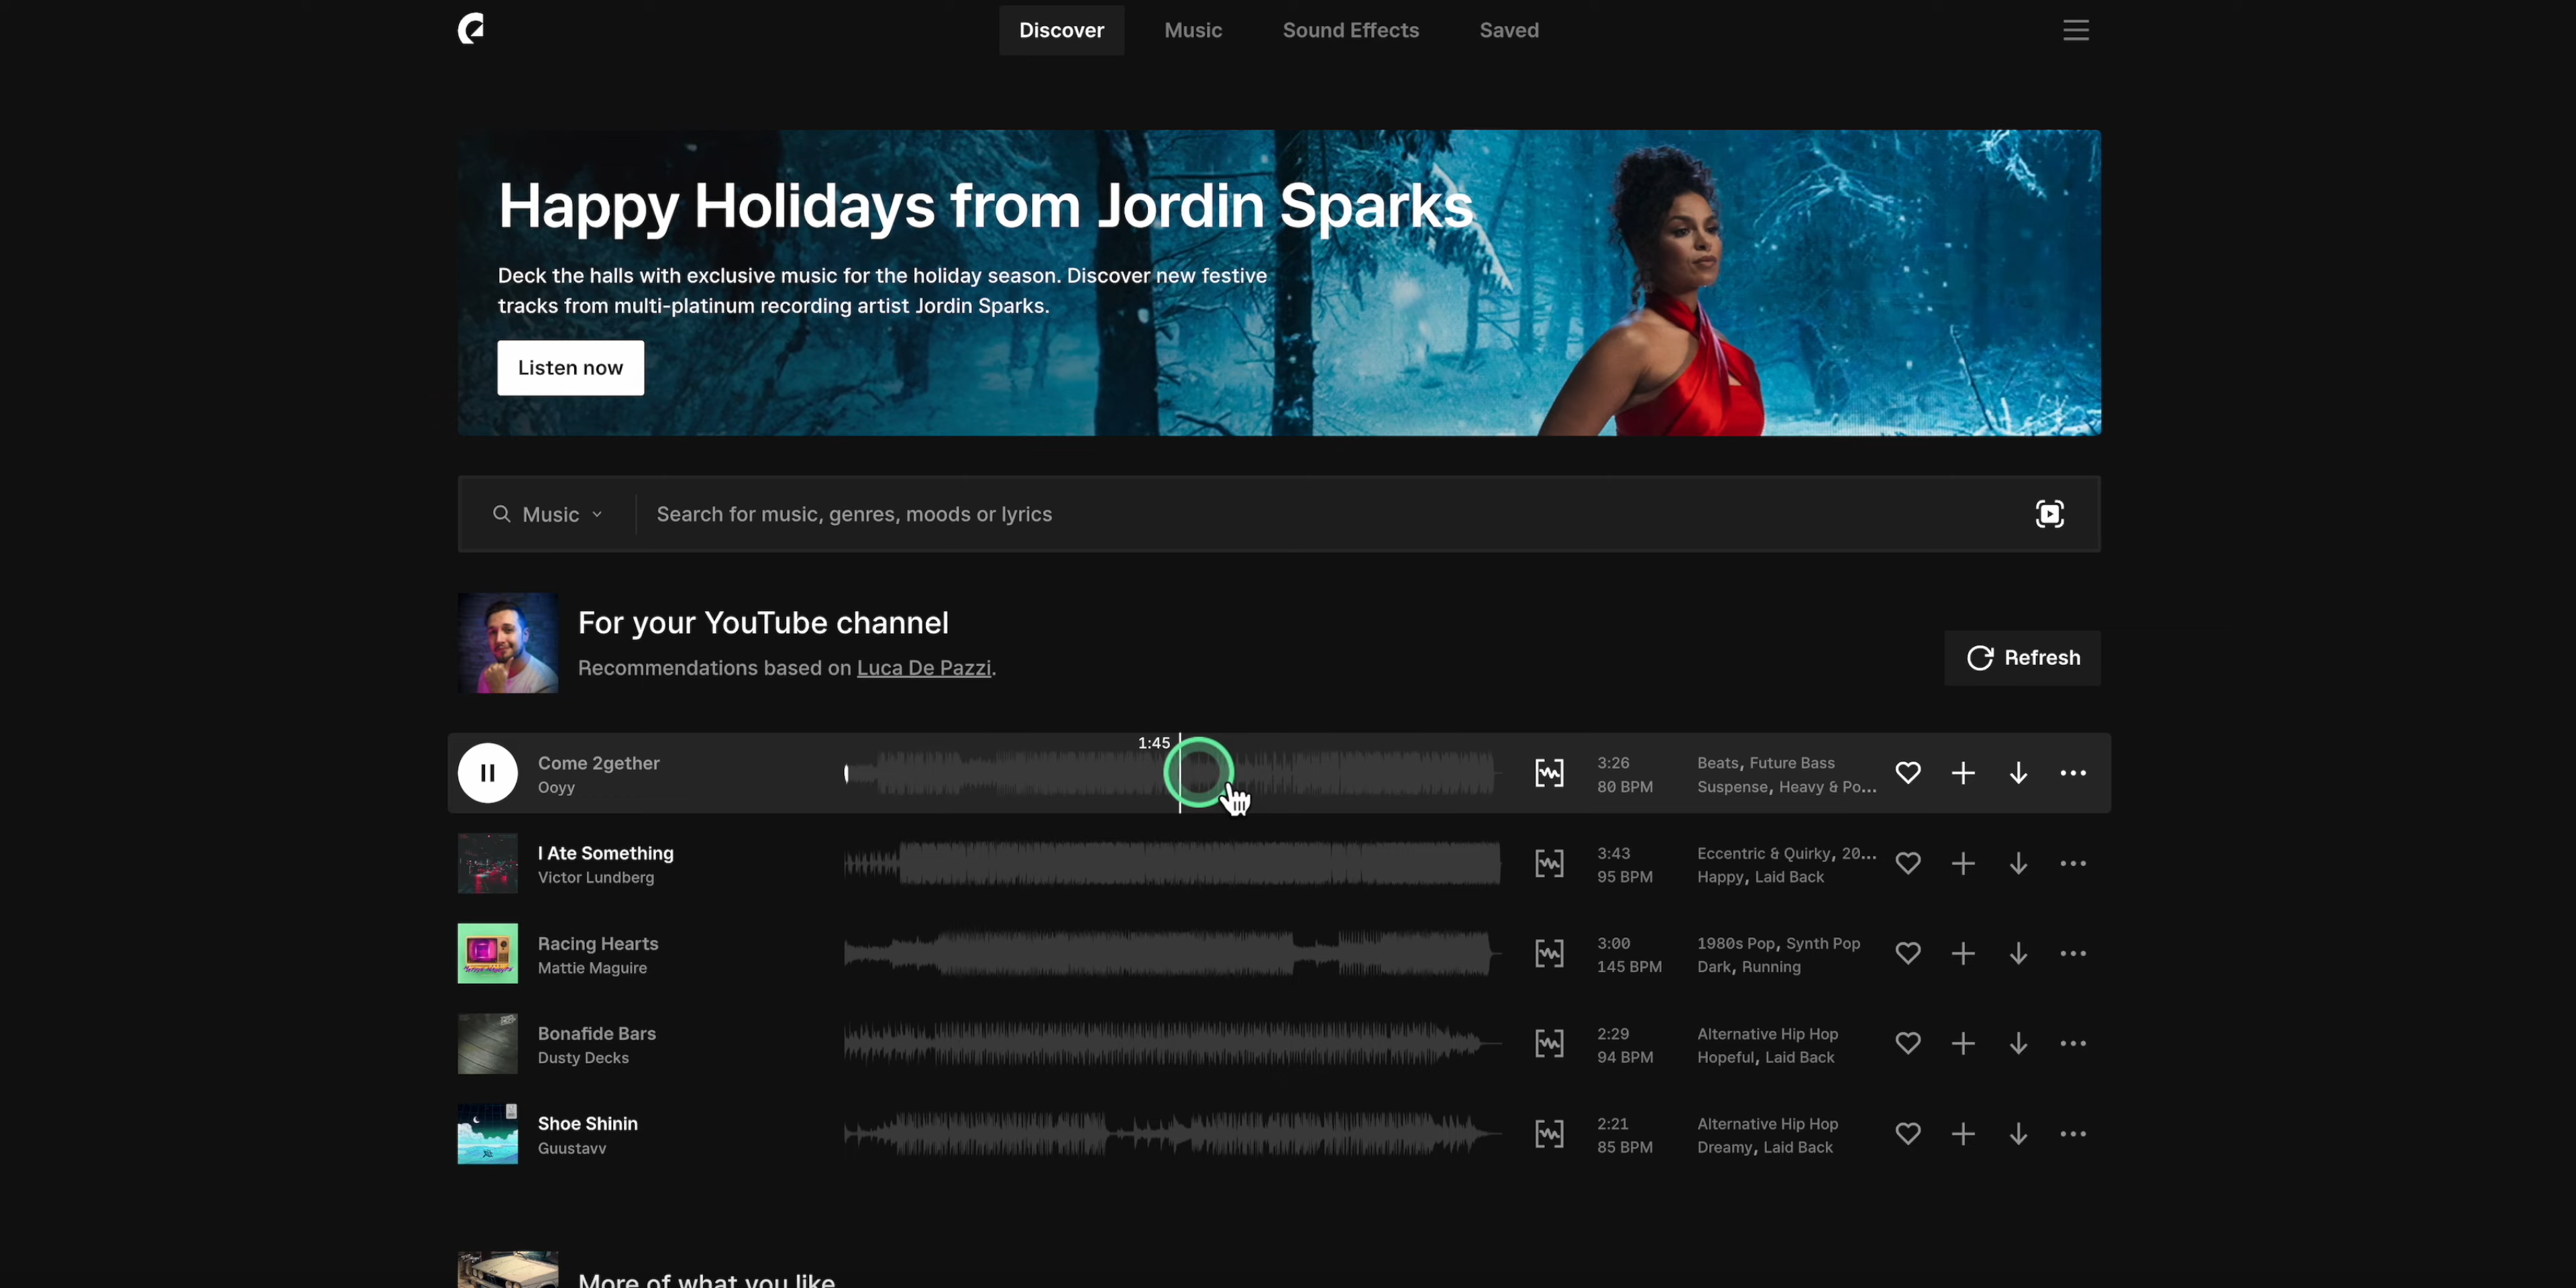 Discover
Music
Sound Effects
Saved
Happy Holidays from Jordin Sparks
Deck the halls with exclusive music for the holiday season. Discover new festive
tracks from multi-platinum recording artist Jordin Sparks.
Listen now
Music
Search for music, genres, moods or lyrics
For your YouTube channel
Recommendations based on Luca De Pazzi.
Refresh
Come 2gether
Ooyy
1:45
3:26
80 BPM
Beats, Future Bass
Suspense, Heavy & Po...
I Ate Something
Victor Lundberg
3:43
95 BPM
Eccentric & Quirky, 20...
Happy, Laid Back
Racing Hearts
Mattie Maguire
3:00
145 BPM
1980s Pop, Synth Pop
Dark, Running
Bonafide Bars
Dusty Decks
2:29
94 BPM
Alternative Hip Hop
Hopeful, Laid Back
Shoe Shinin
Guustavv
2:21
85 BPM
Alternative Hip Hop
Dreamy, Laid Back
More of what you like